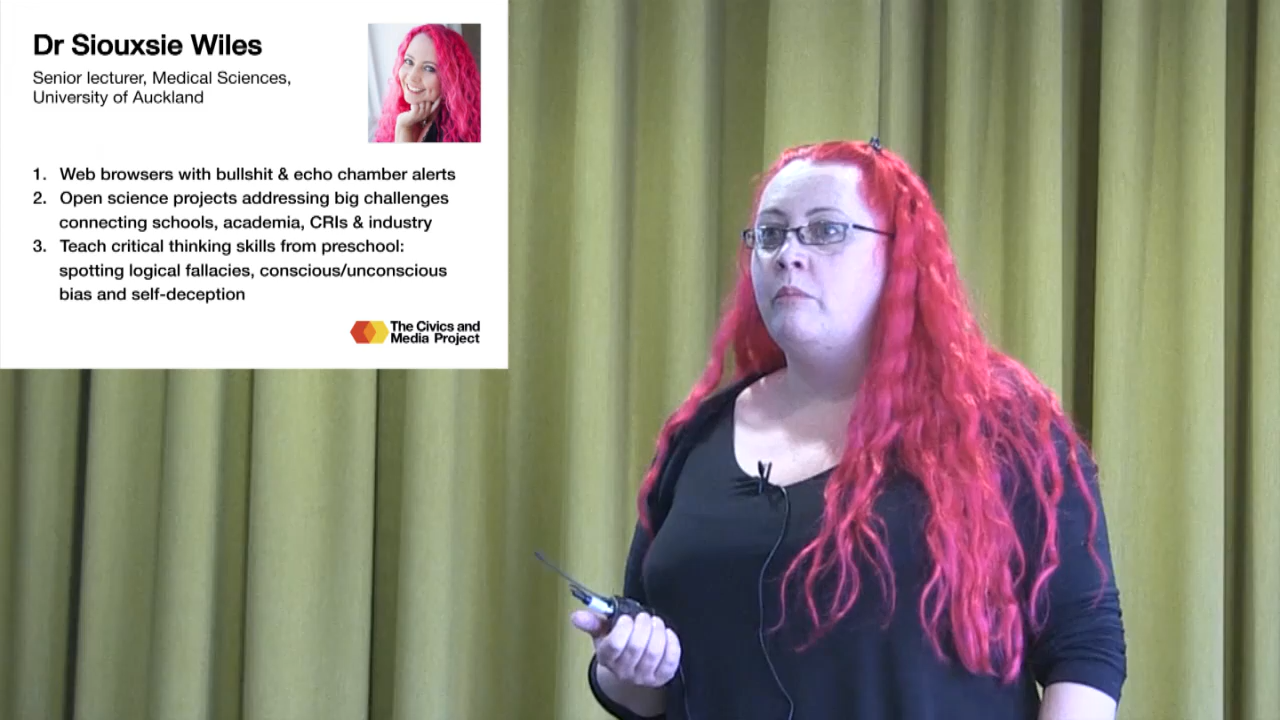 Dr Siouxsie Wiles
Senior lecturer, Medical Sciences,
University of Auckland
1. Web browsers with bullshit & echo chamber alerts
2. Open science projects addressing big challenges
connecting schools, academia, CRIs & industry
3. Teach critical thinking skills from preschool:
spotting logical fallacies, conscious/unconscious
bias and self-deception
The Civics and
Media Project